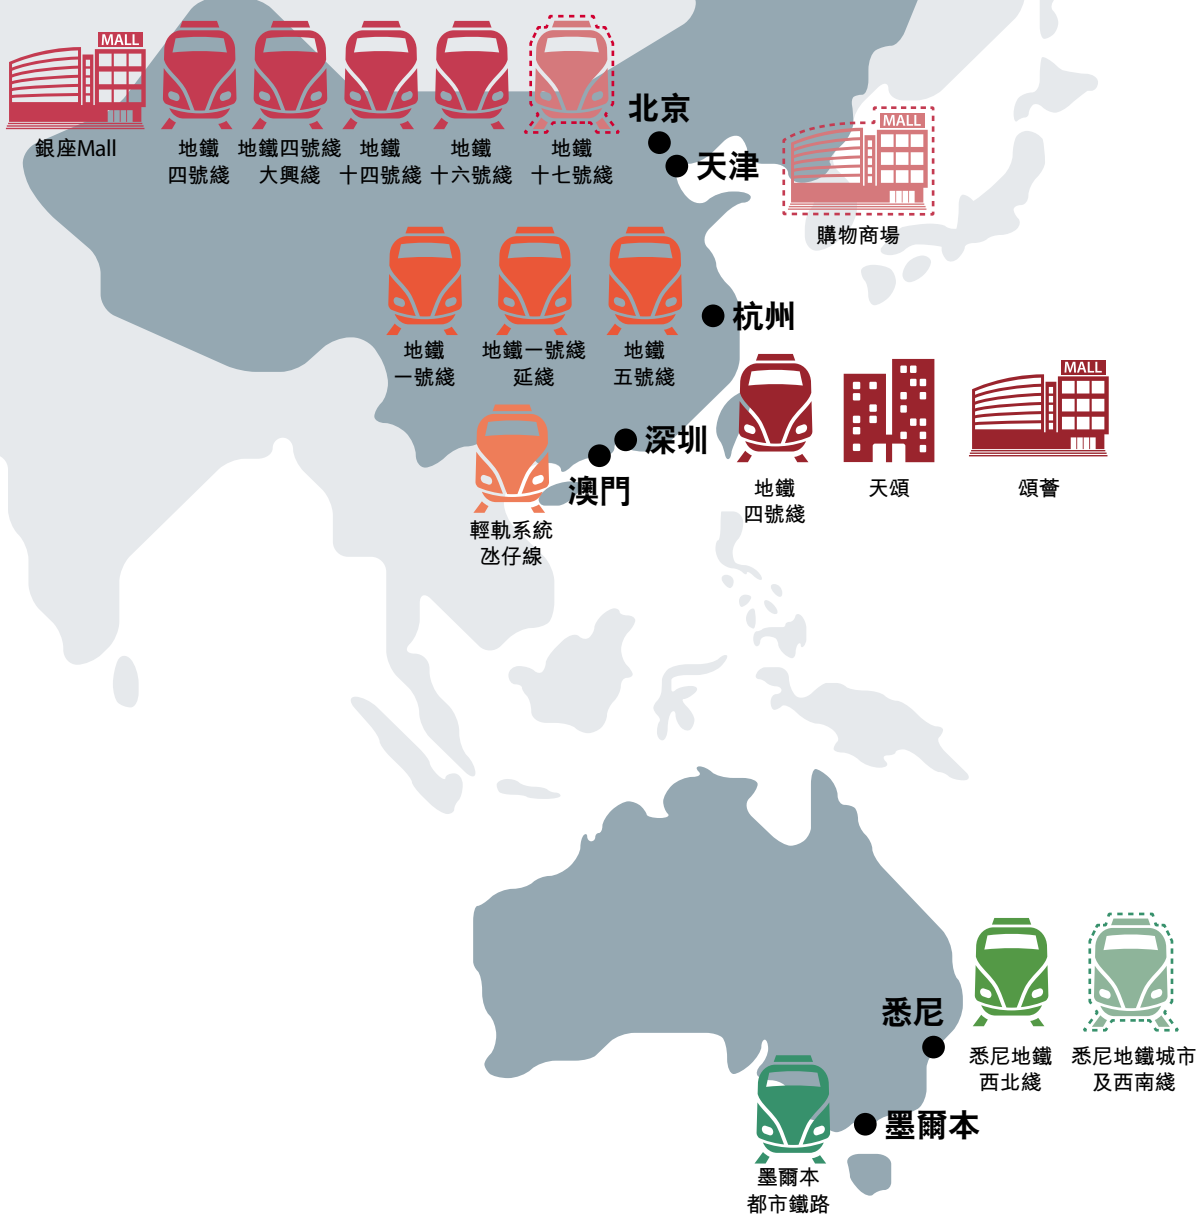 MALL
銀座Mall
地鐵
四號綫
地鐵四號綫
大興綫
地鐵
十四號綫
地鐵
十六號綫
地鐵
十七號綫
北京
天津
MALL
購物商場
地鐵
一號綫
地鐵一號綫
延綫
地鐵
五號綫
杭州
輕軌系統
氹仔線
深圳
澳門
地鐵
四號綫
天頌
MALL
頌薈
悉尼
悉尼地鐵
西北綫
悉尼地鐵城市
及西南綫
墨爾本
墨爾本
都市鐵路